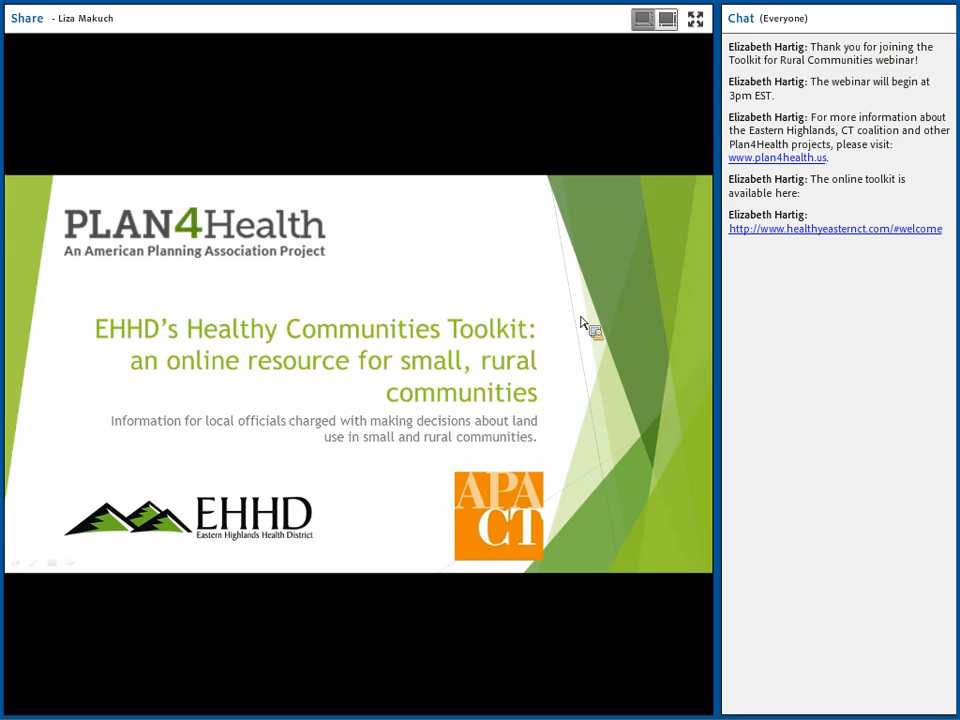 Share - Liza Makuch
PLAN4Health
An American Planning Association Project
EHHD's Healthy Communities Toolkit:
an online resource for small, rural
communities
Information for local officials charged with making decisions about land
use in small and rural communities.
EHHD
Eastern Highlands Health District
APA
CT
Chat (Everyone)
Elizabeth Hartig: Thank you for joining the
Toolkit for Rural Communities webinar!
Elizabeth Hartig: The webinar will begin at
3pm EST.
Elizabeth Hartig: For more information about
the Eastern Highlands, CT coalition and other
Plan4Health projects, please visit:
www.plan4health.us.
Elizabeth Hartig: The online toolkit is
available here:
Elizabeth Hartig:
http://www.healthyeasternct.com/#welcome